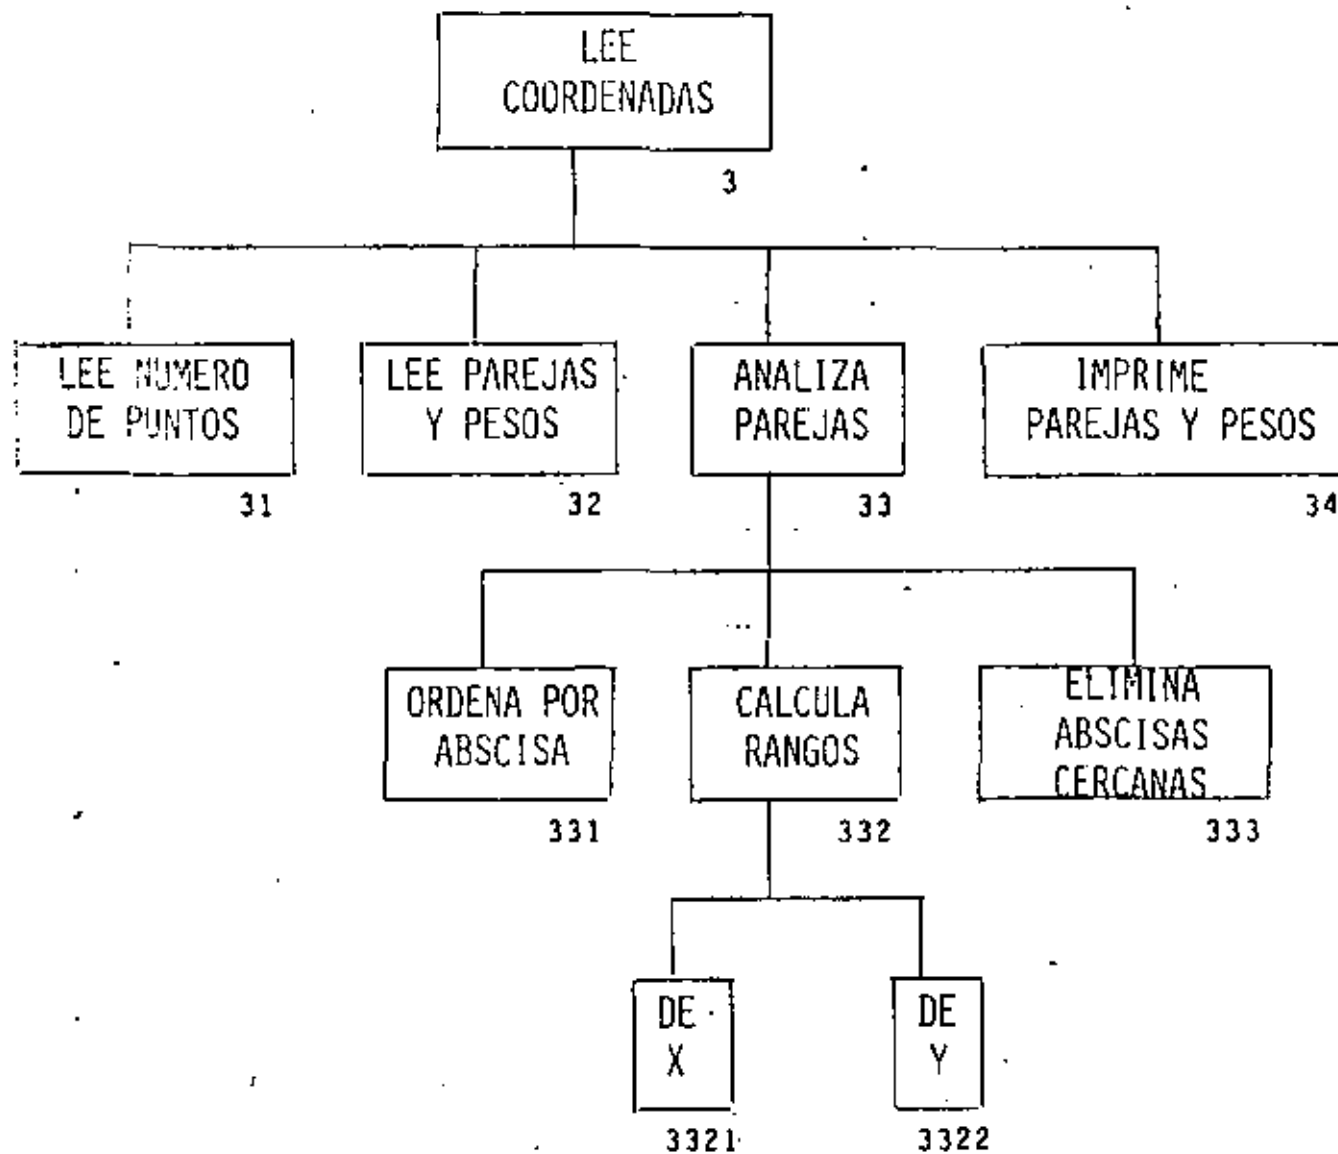 LEE
COORDENADAS
3
LEE NUMERO
DE PUNTOS
31
LEE PAREJAS
Y PESOS
32
ANALIZA
PAREJAS
33
IMPRIME
PAREJAS Y PESOS
34
ORDENA POR
ABSCISA
331
CALCULA
RANGOS
332
ELIMINA
ABSCISAS
CERCANAS
333
DE
X
3321
DE
Y
3322